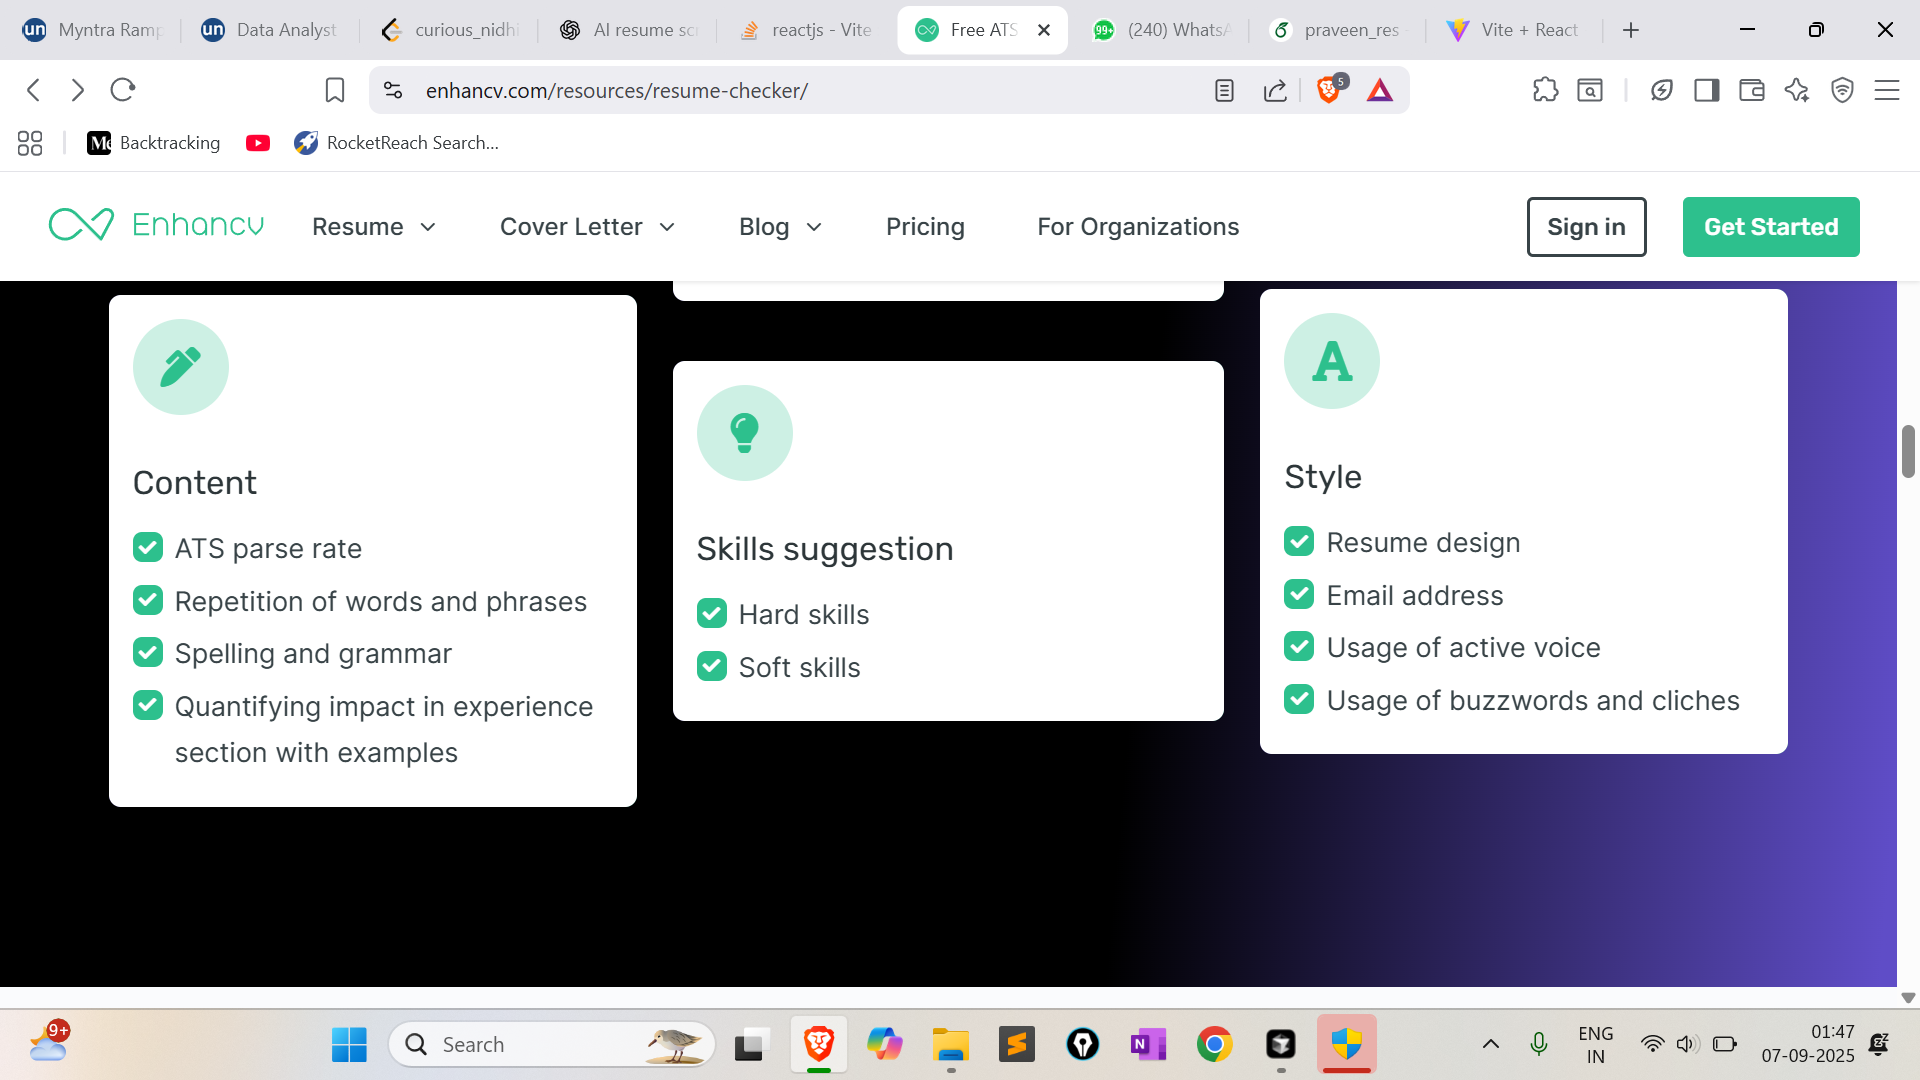 un Myntra Ramp
un Data Analyst
curious_nidhi
AI resume scr
reactjs - Vite
Free ATS
99+ (240) WhatsA
praveen_res
Vite + React
enhancv.com/resources/resume-checker/
5
Backtracking
RocketReach Search...
Enhancv
Resume
Cover Letter
Blog
Pricing
For Organizations
Sign in
Get Started
Content
ATS parse rate
Repetition of words and phrases
Spelling and grammar
Quantifying impact in experience
section with examples
Skills suggestion
Hard skills
Soft skills
A
Style
Resume design
Email address
Usage of active voice
Usage of buzzwords and cliches
9+
Search
N
ENG
IN
01:47
07-09-2025